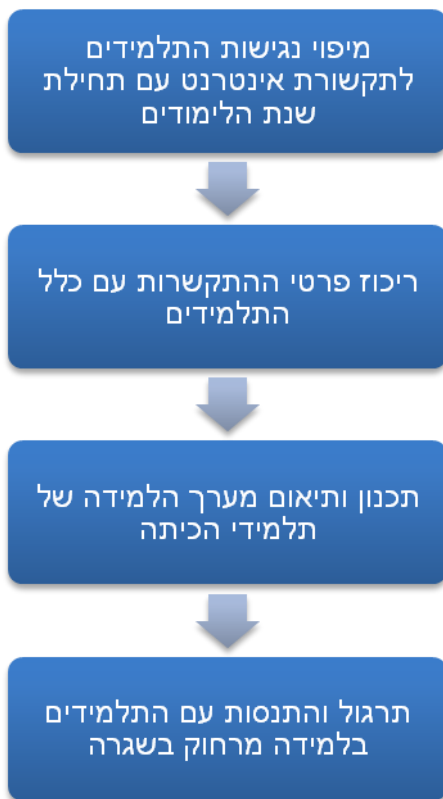 מיפוי נגישות התלמידים
לתקשורת אינטרנט עם תחילת
שנת הלימודים
ריכוז פרטי ההתקשרות עם כלל
התלמידים
תכנון ותיאום מערך הלמידה של
תלמידי הכיתה
תרגול והתנסות עם התלמידים
בלמידה מרחוק בשגרה